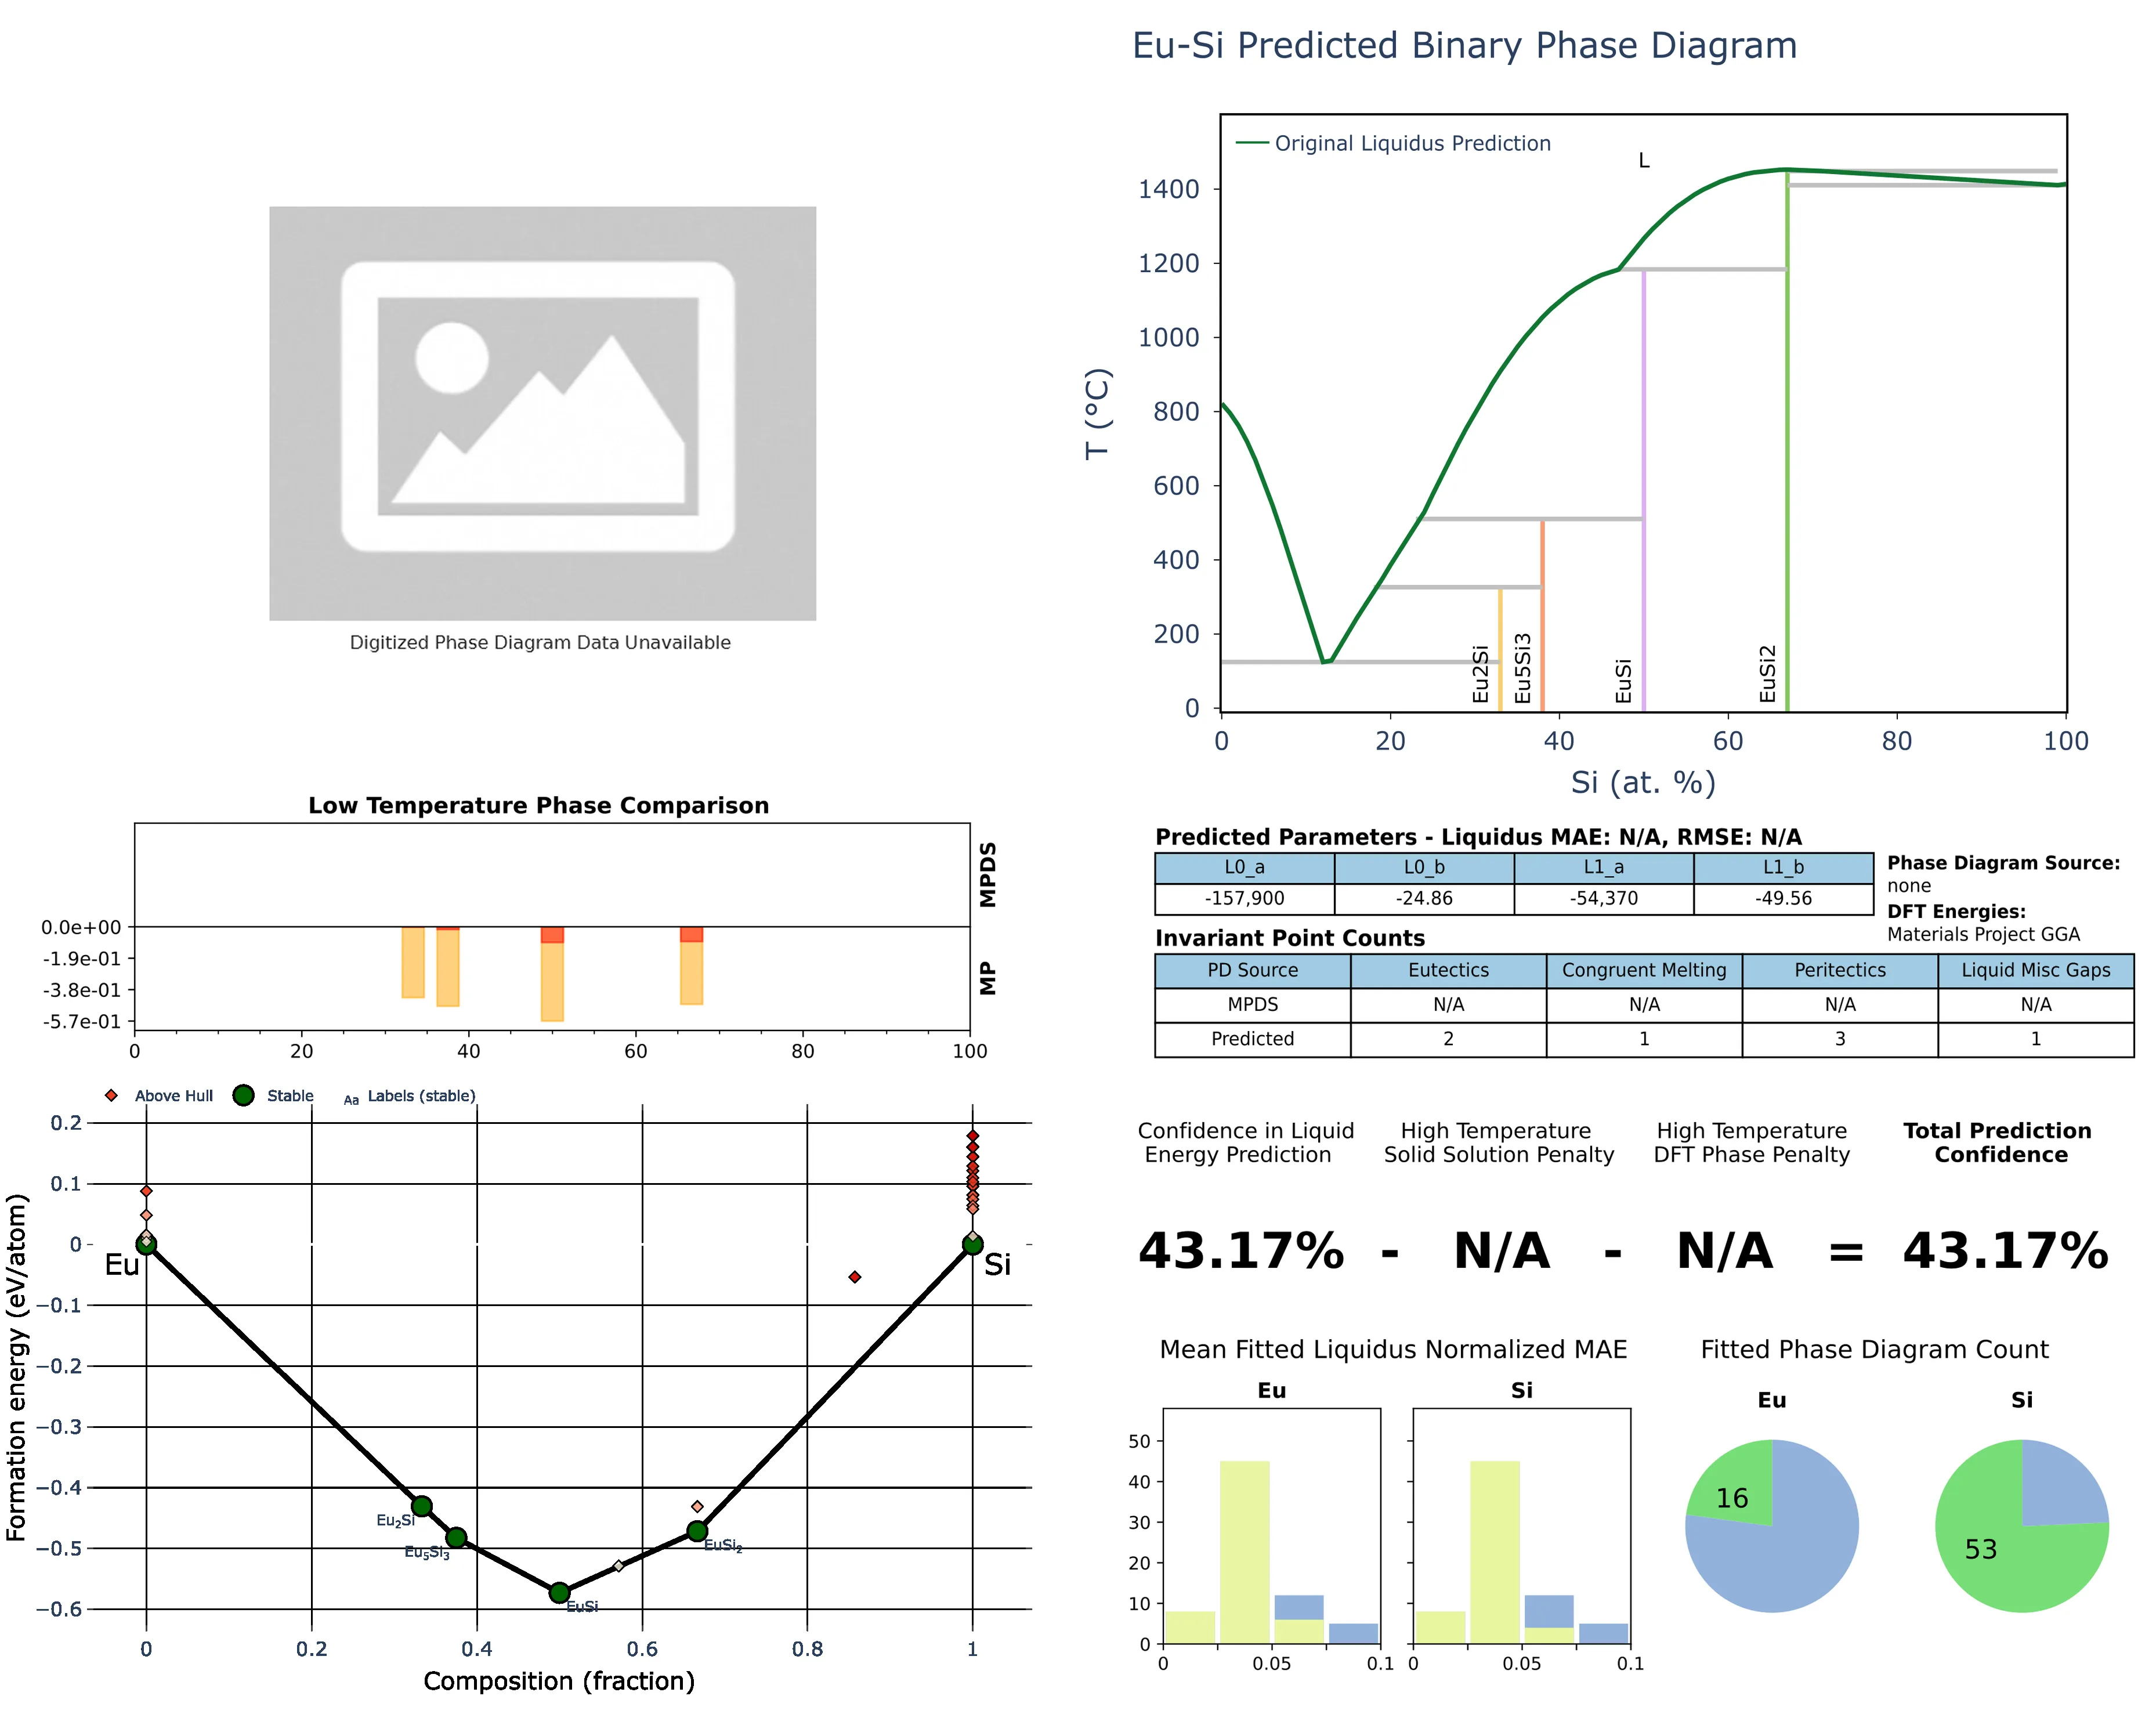 Eu-Si Predicted Binary Phase Diagram
Original Liquidus Prediction
L
1400
1200
1000
800
600
400
200
0
T (°C)
Eu2Si
Eu5Si3
EuSi
EuSi2
0 20 40 60 80 100
Si (at. %)
Digitized Phase Diagram Data Unavailable
Low Temperature Phase Comparison
MPDS
MP
0.0e+00
-1.9e-01
-3.8e-01
-5.7e-01
0 20 40 60 80 100
Predicted Parameters - Liquidus MAE: N/A, RMSE: N/A
L0_a L0_b L1_a L1_b
-157,900 -24.86 -54,370 -49.56
Phase Diagram Source:
none
DFT Energies:
Materials Project GGA
Invariant Point Counts
PD Source Eutectics Congruent Melting Peritectics Liquid Misc Gaps
MPDS N/A N/A N/A N/A
Predicted 2 1 3 1
Above Hull Stable Aa Labels (stable)
0.2
0.1
0
−0.1
−0.2
−0.3
−0.4
−0.5
−0.6
Formation energy (eV/atom)
Eu
Si
Eu₂Si
Eu₅Si₃
EuSi
EuSi₂
0 0.2 0.4 0.6 0.8 1
Composition (fraction)
Confidence in Liquid
Energy Prediction
High Temperature
Solid Solution Penalty
High Temperature
DFT Phase Penalty
Total Prediction
Confidence
43.17% - N/A - N/A = 43.17%
Mean Fitted Liquidus Normalized MAE
Eu Si
50
40
30
20
10
0
0 0.05 0.1
0 0.05 0.1
Fitted Phase Diagram Count
Eu Si
16
53